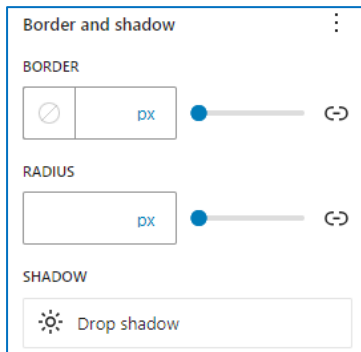 Border and shadow
BORDER
px
RADIUS
px
SHADOW
Drop shadow